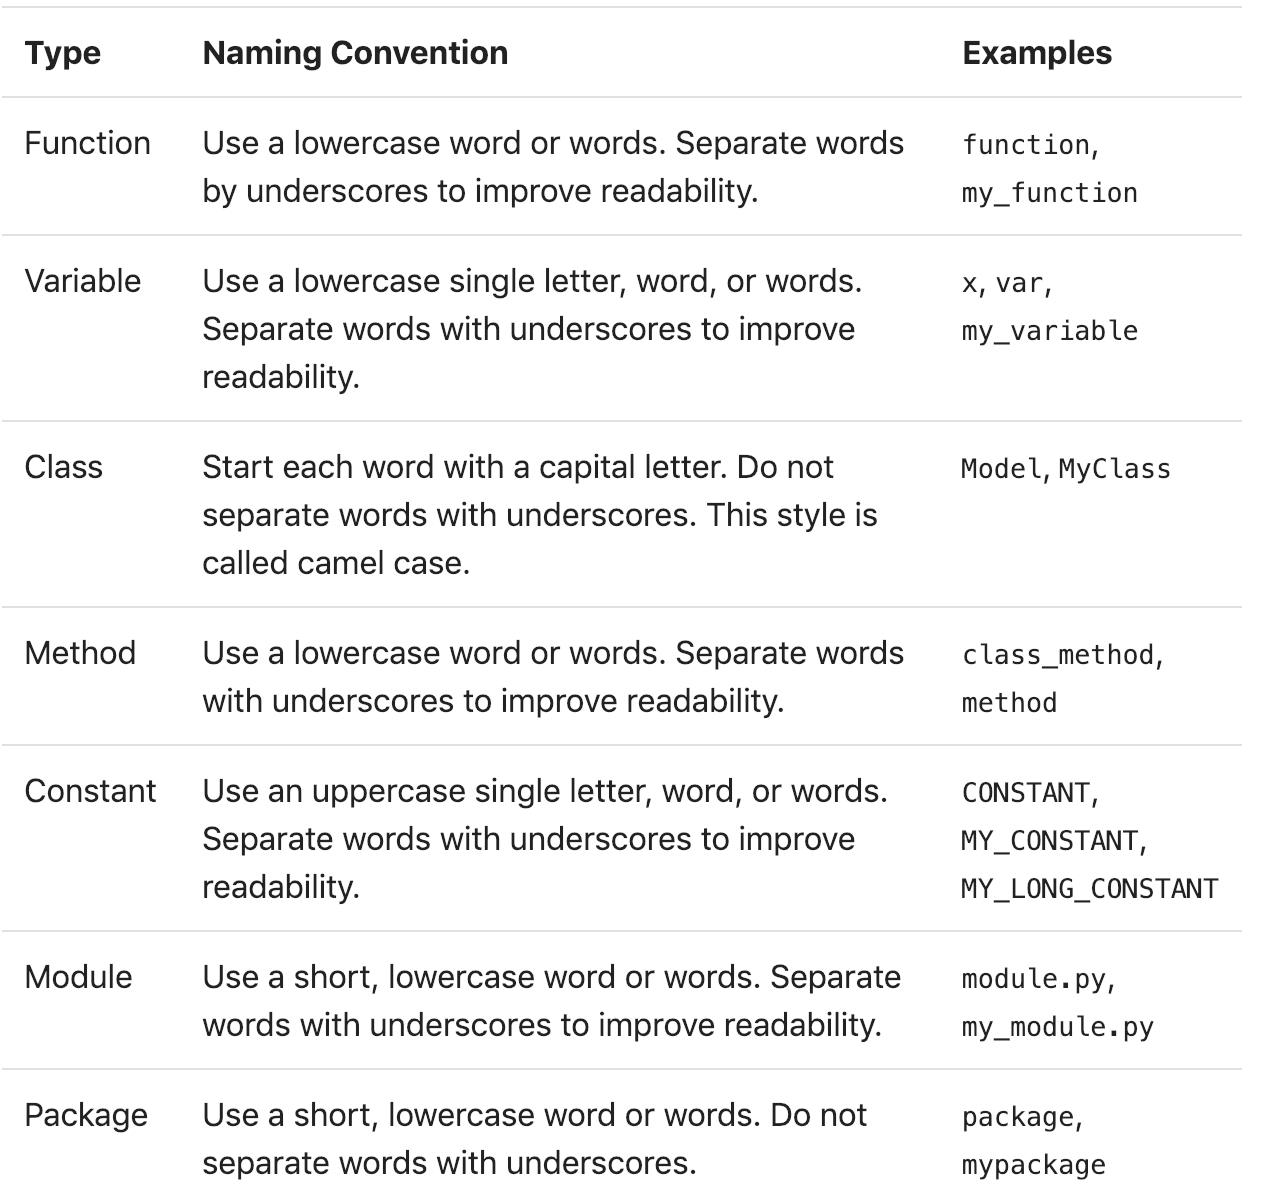 Type Naming Convention Examples
Function Use a lowercase word or words. Separate words function,
by underscores to improve readability. my_function
Variable Use a lowercase single letter, word, or words. x, var,
Separate words with underscores to improve my_variable
readability.
Class Start each word with a capital letter. Do not Model, MyClass
separate words with underscores. This style is
called camel case.
Method Use a lowercase word or words. Separate words class_method,
with underscores to improve readability. method
Constant Use an uppercase single letter, word, or words. CONSTANT,
Separate words with underscores to improve MY_CONSTANT,
readability. MY_LONG_CONSTANT
Module Use a short, lowercase word or words. Separate module.py,
words with underscores to improve readability. my_module.py
Package Use a short, lowercase word or words. Do not package,
separate words with underscores. mypackage